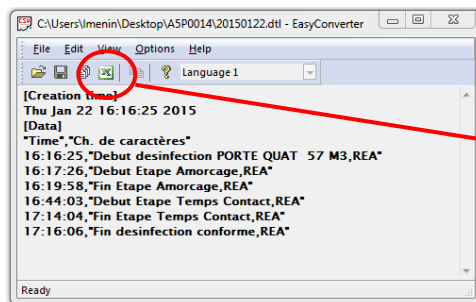 C:\Users\lmenin\Desktop\A5P0014\20150122.dtl - EasyConverter
File Edit View Options Help
Language 1
[Creation time]
Thu Jan 22 16:16:25 2015
[Data]
"Time","Ch. de caractères"
16:16:25,"Debut desinfection PORTE QUAT 57 M3,REA"
16:17:26,"Debut Etape Amorcage,REA"
16:19:58,"Fin Etape Amorcage,REA"
16:44:03,"Debut Etape Temps Contact,REA"
17:14:04,"Fin Etape Temps Contact,REA"
17:16:06,"Fin desinfection conforme,REA"
Ready